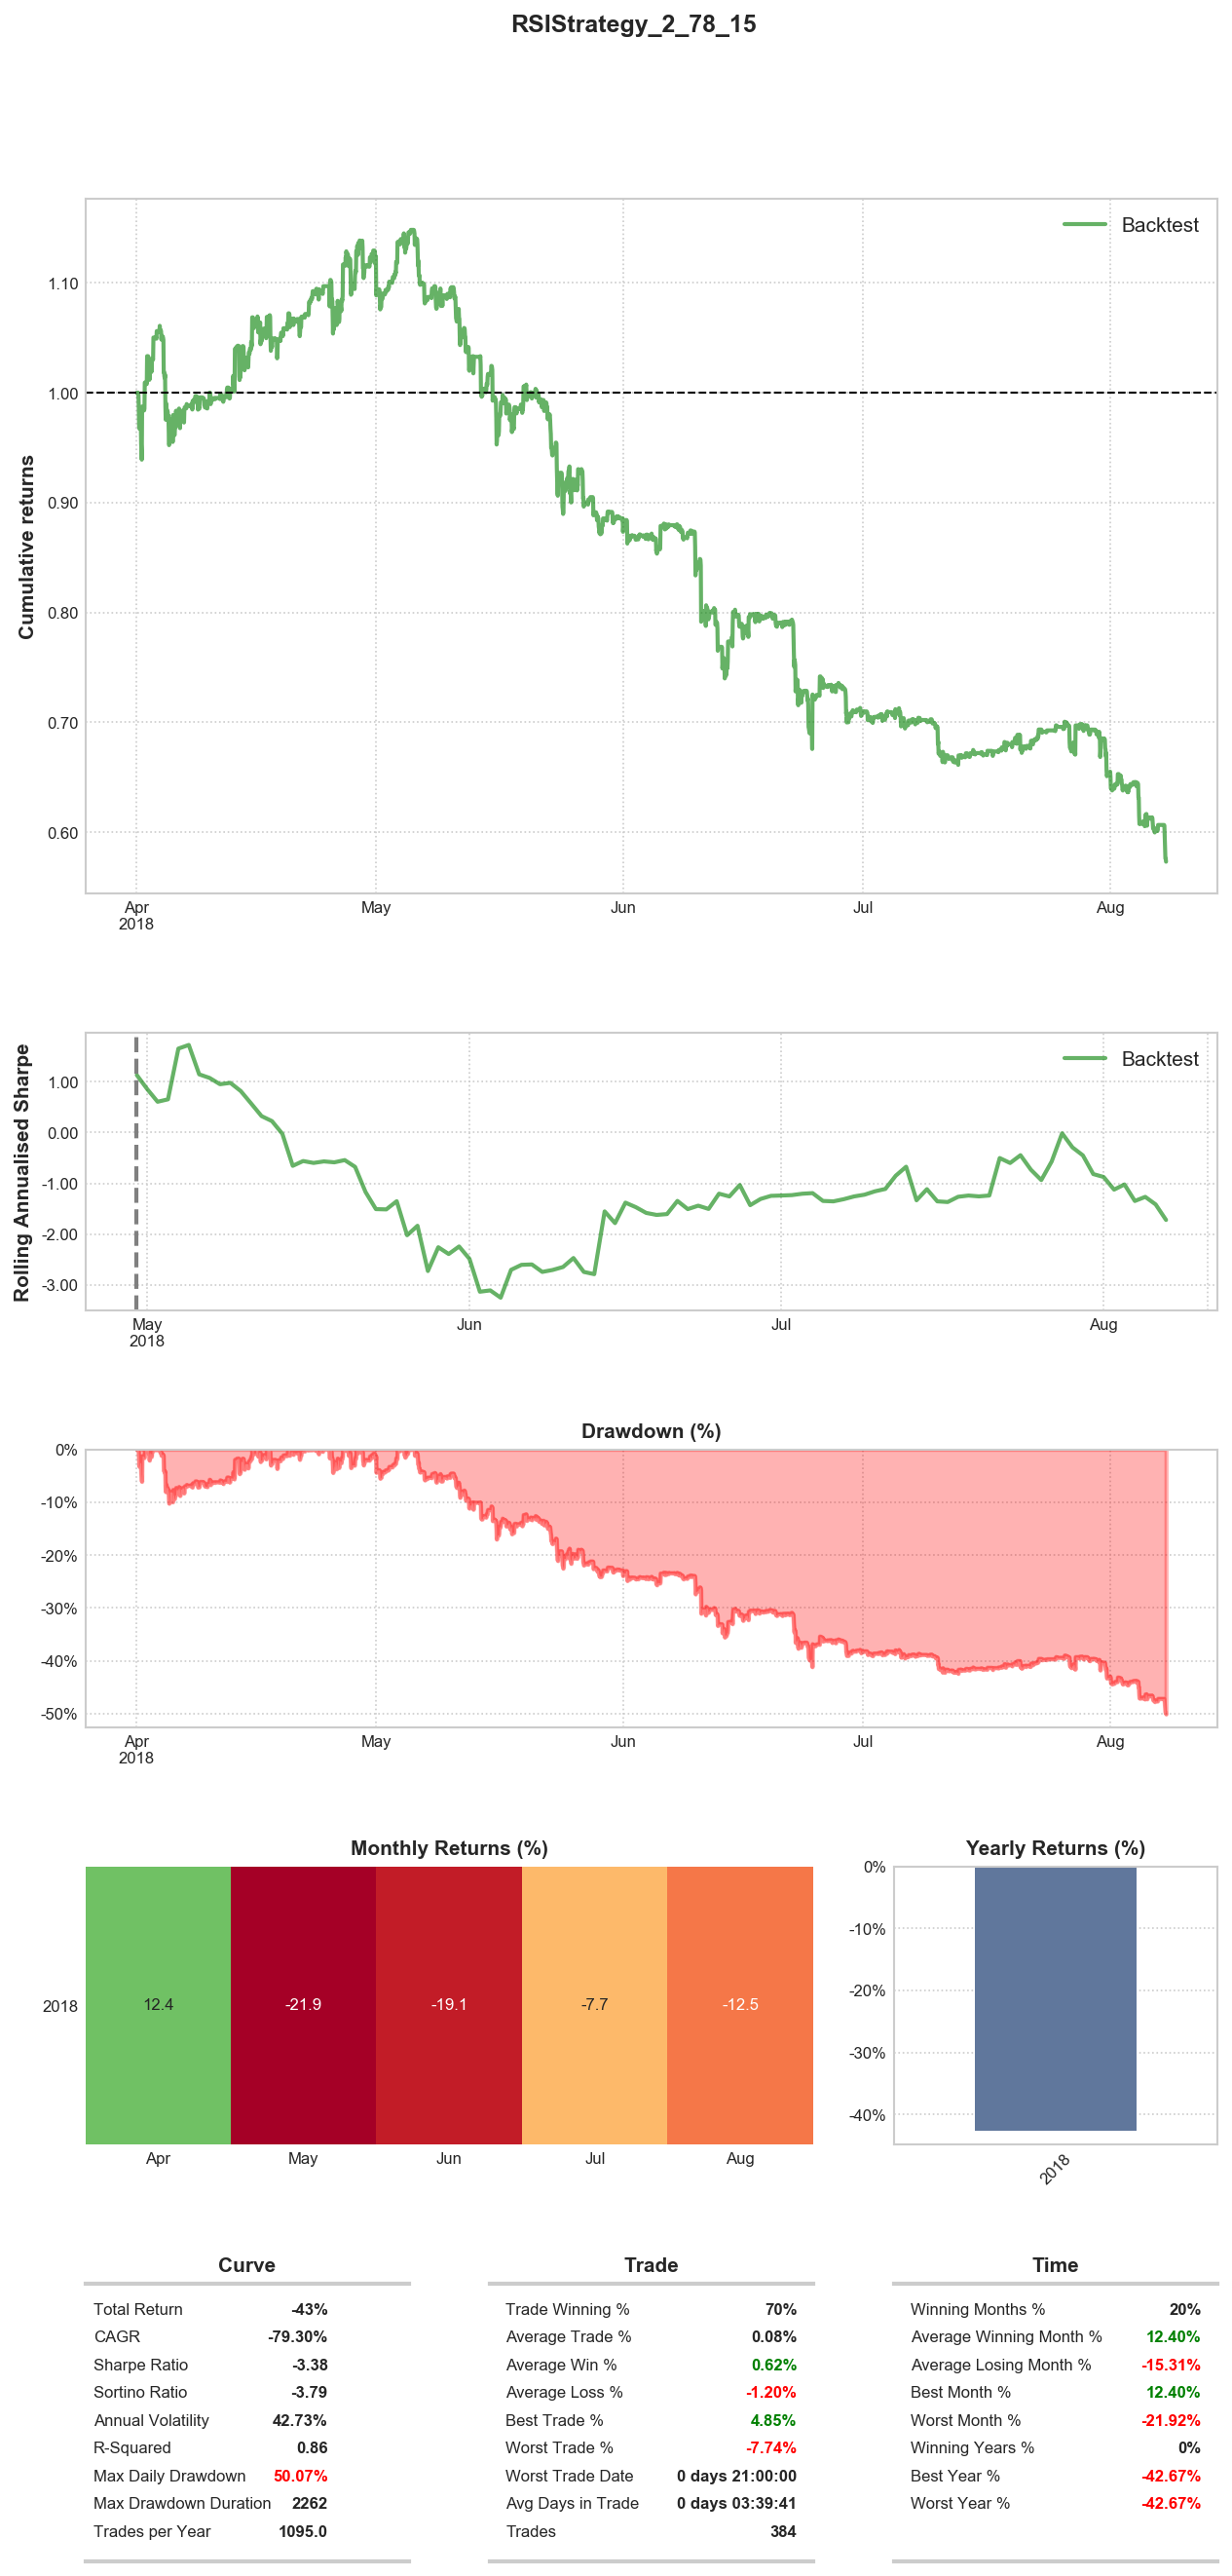 RSIStrategy_2_78_15
Backtest
Cumulative returns
1.10
1.00
0.90
0.80
0.70
0.60
Apr May Jun Jul Aug
2018
Backtest
Rolling Annualised Sharpe
1.00
0.00
-1.00
-2.00
-3.00
May Jun Jul Aug
2018
Drawdown (%)
0%
-10%
-20%
-30%
-40%
-50%
Apr May Jun Jul Aug
2018
Monthly Returns (%)
2018 12.4 -21.9 -19.1 -7.7 -12.5
Apr May Jun Jul Aug
Yearly Returns (%)
0%
-10%
-20%
-30%
-40%
2018
Curve
Total Return -43%
CAGR -79.30%
Sharpe Ratio -3.38
Sortino Ratio -3.79
Annual Volatility 42.73%
R-Squared 0.86
Max Daily Drawdown 50.07%
Max Drawdown Duration 2262
Trades per Year 1095.0
Trade
Trade Winning % 70%
Average Trade % 0.08%
Average Win % 0.62%
Average Loss % -1.20%
Best Trade % 4.85%
Worst Trade % -7.74%
Worst Trade Date 0 days 21:00:00
Avg Days in Trade 0 days 03:39:41
Trades 384
Time
Winning Months % 20%
Average Winning Month % 12.40%
Average Losing Month % -15.31%
Best Month % 12.40%
Worst Month % -21.92%
Winning Years % 0%
Best Year % -42.67%
Worst Year % -42.67%